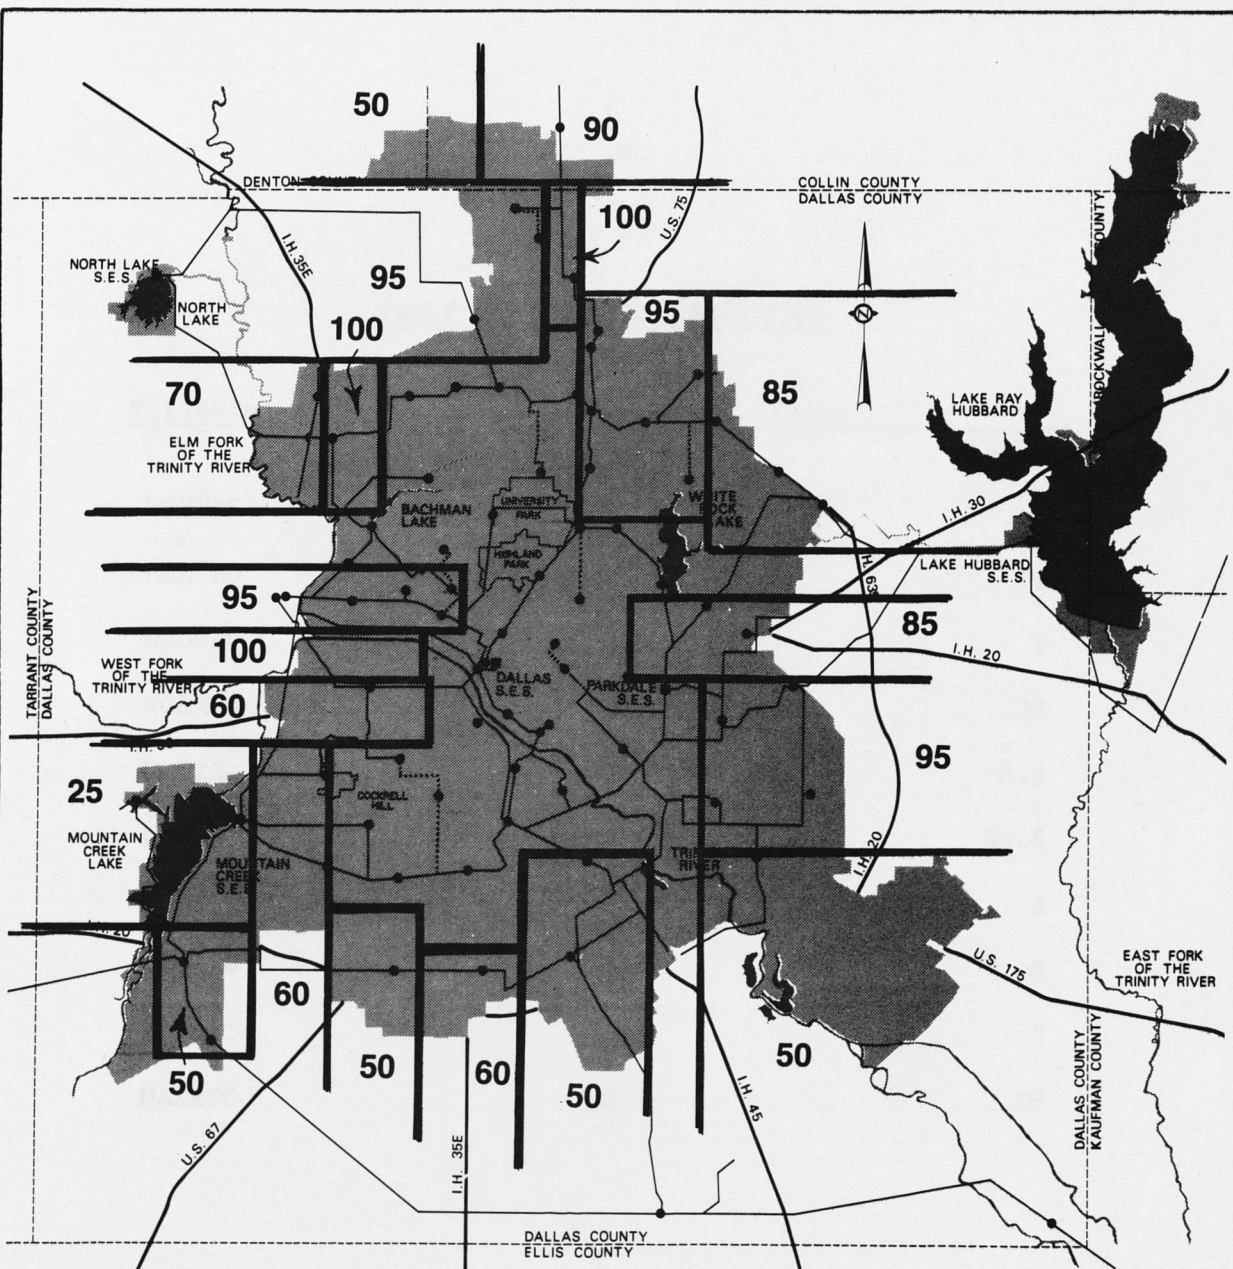 50
90
DENTON COUNTY
COLLIN COUNTY
DALLAS COUNTY
100
U.S. 75
I.H. 35E
NORTH LAKE
S.E.S.
NORTH
LAKE
95
100
95
ROCKWALL COUNTY
70
85
LAKE RAY
HUBBARD
ELM FORK
OF THE
TRINITY RIVER
BACHMAN
LAKE
UNIVERSITY
PARK
WHITE
ROCK
LAKE
I.H. 30
HIGHLAND
PARK
I.H. 635
LAKE HUBBARD
S.E.S.
95
85
TARRANT COUNTY
DALLAS COUNTY
100
I.H. 20
WEST FORK
OF THE
TRINITY RIVER
DALLAS
S.E.S.
PARKDALE
S.E.S.
60
95
25
COCKRELL
HILL
MOUNTAIN
CREEK
LAKE
MOUNTAIN
CREEK
S.E.S.
TRINITY
RIVER
I.H. 20
I.H. 20
U.S. 175
EAST FORK
OF THE
TRINITY RIVER
60
50
50
60
50
50
DALLAS COUNTY
KAUFMAN COUNTY
U.S. 67
I.H. 35E
I.H. 45
DALLAS COUNTY
ELLIS COUNTY